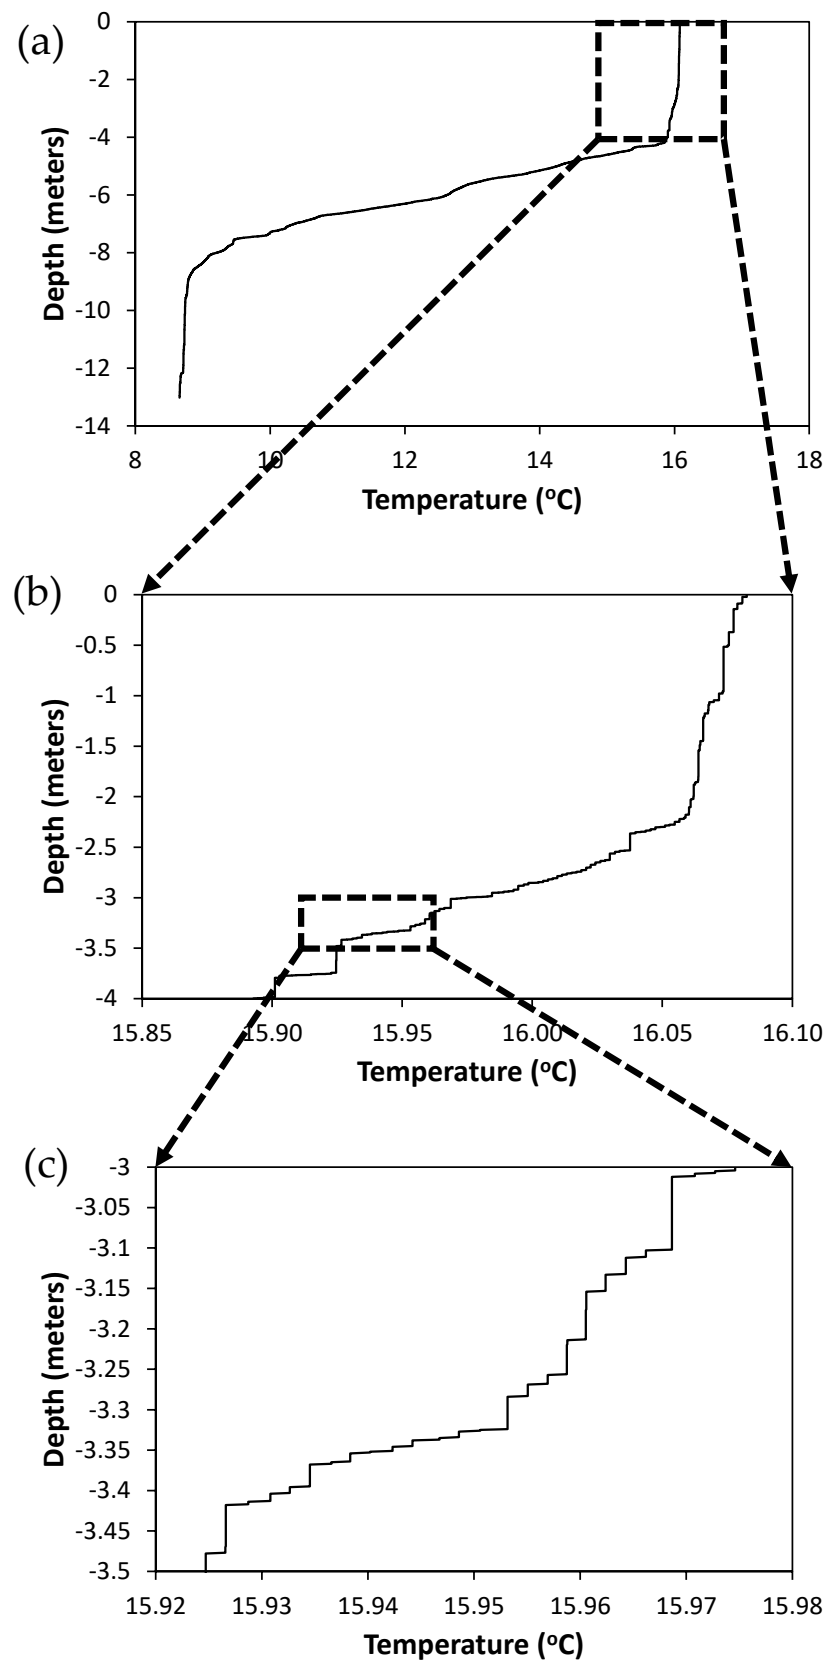 (a)
0
-2
-4
-6
-8
-10
-12
-14
Depth (meters)
8 10 12 14 16 18
Temperature (ºC)
(b)
0
-0.5
-1
-1.5
-2
-2.5
-3
-3.5
-4
Depth (meters)
15.85 15.90 15.95 16.00 16.05 16.10
Temperature (ºC)
(c)
-3
-3.05
-3.1
-3.15
-3.2
-3.25
-3.3
-3.35
-3.4
-3.45
-3.5
Depth (meters)
15.92 15.93 15.94 15.95 15.96 15.97 15.98
Temperature (ºC)